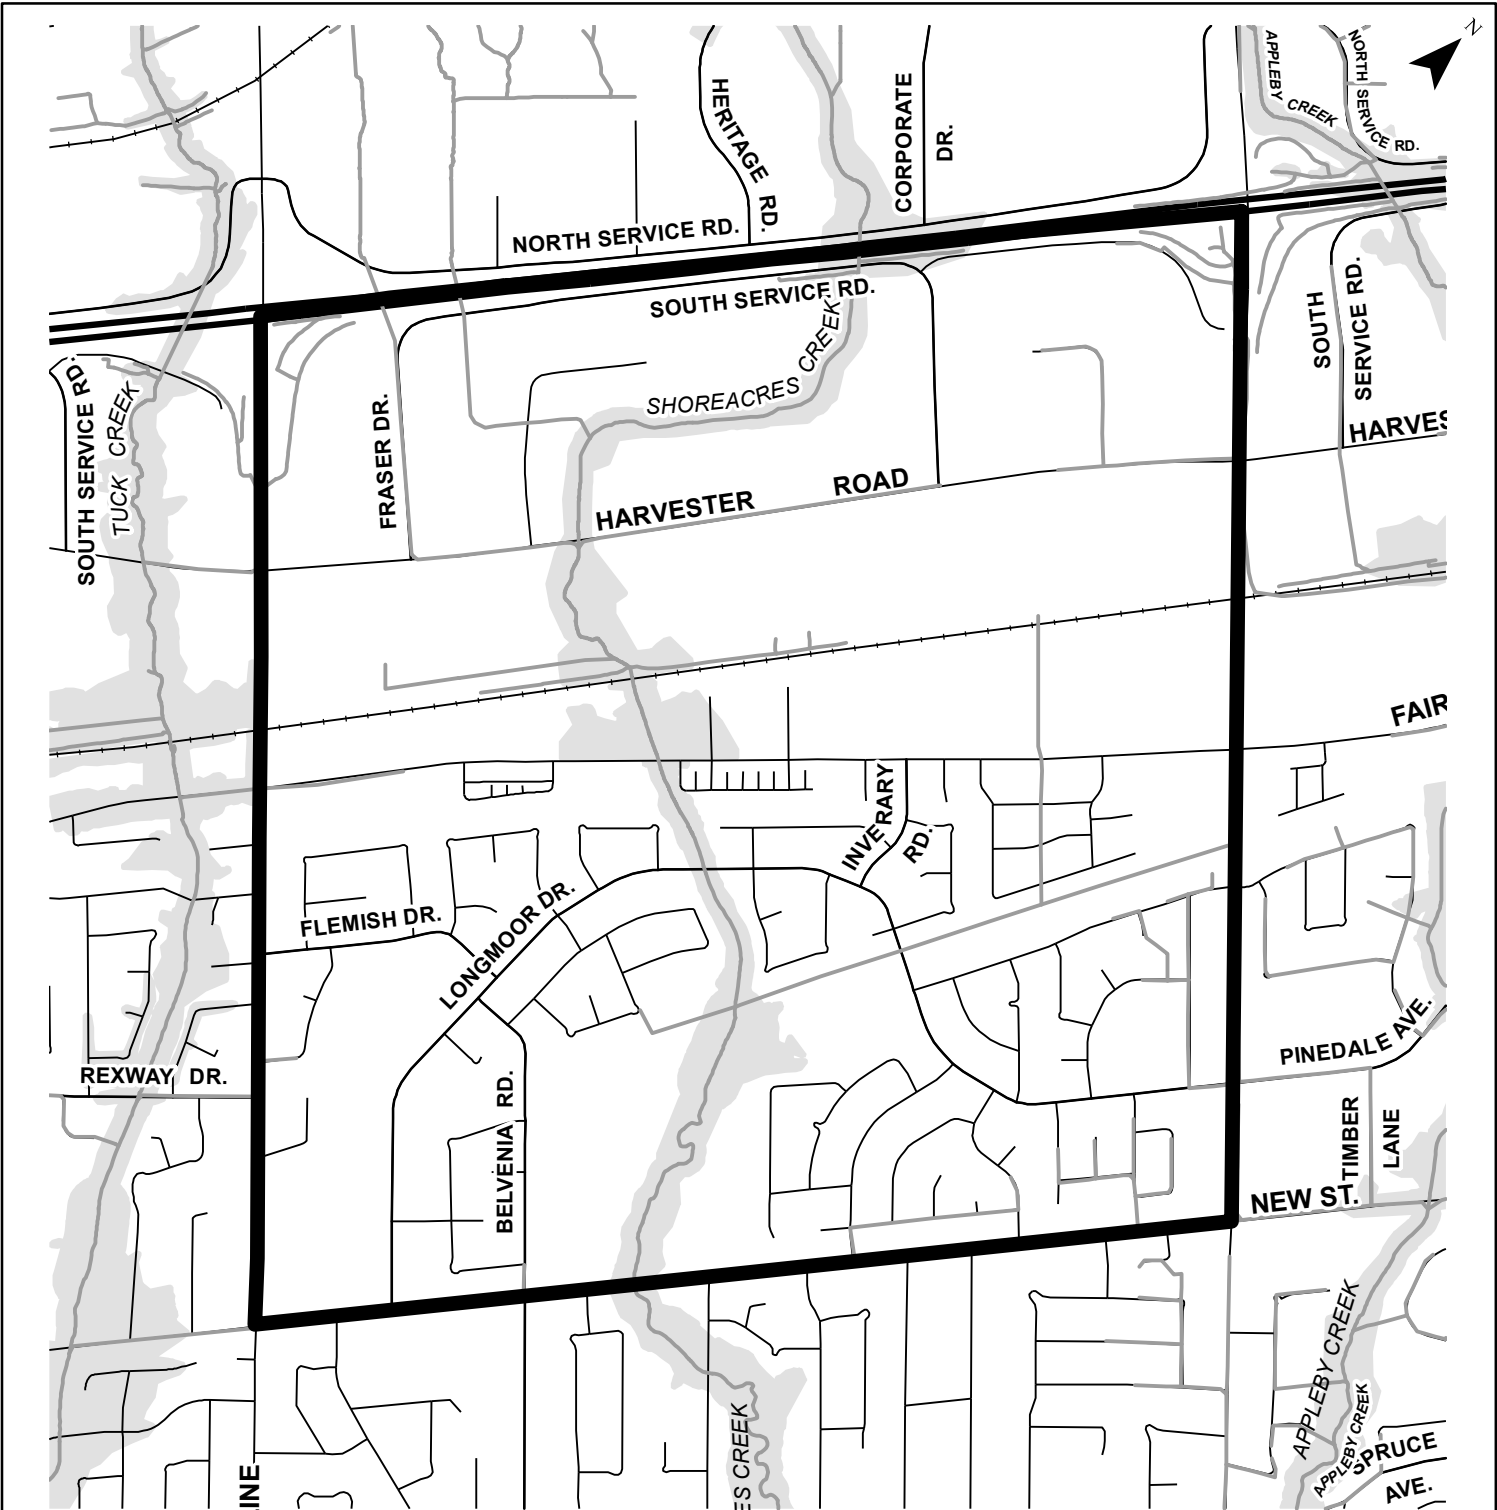 N
APPLEBY CREEK
NORTH SERVICE RD.
HERITAGE RD.
CORPORATE DR.
NORTH SERVICE RD.
SOUTH SERVICE RD.
SHOREACRES CREEK
SOUTH SERVICE RD.
SOUTH SERVICE RD.
TUCK CREEK
FRASER DR.
HARVESTER ROAD
HARVES
FAIR
INVERARY RD.
FLEMISH DR.
LONGMOOR DR.
REXWAY DR.
BELVENIA RD.
PINEDALE AVE.
TIMBER LANE
NEW ST.
APPLEBY CREEK
APPLEBY CREEK
SPRUCE AVE.
ES CREEK
INE